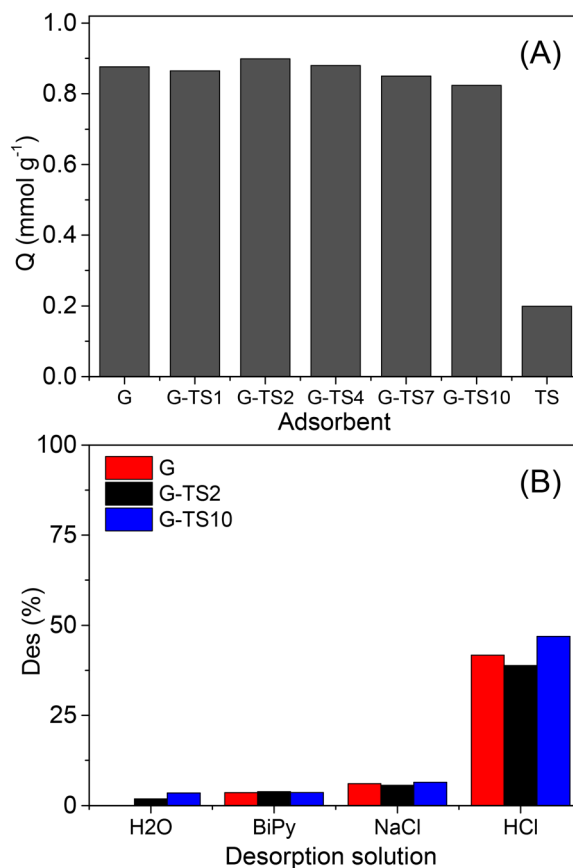 (A)
Q (mmol g⁻¹)
1.0
0.8
0.6
0.4
0.2
0.0
G G-TS1 G-TS2 G-TS4 G-TS7 G-TS10 TS
Adsorbent
(B)
G
G-TS2
G-TS10
Des (%)
100
75
50
25
0
H2O BiPy NaCl HCl
Desorption solution